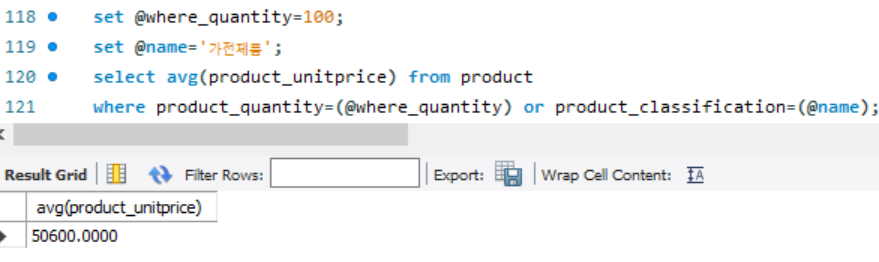 118 set @where_quantity=100;
119 set @name='가전제품';
120 select avg(product_unitprice) from product
121 where product_quantity=(@where_quantity) or product_classification=(@name);
Result Grid Filter Rows: Export: Wrap Cell Content: IA
avg(product_unitprice)
50600.0000